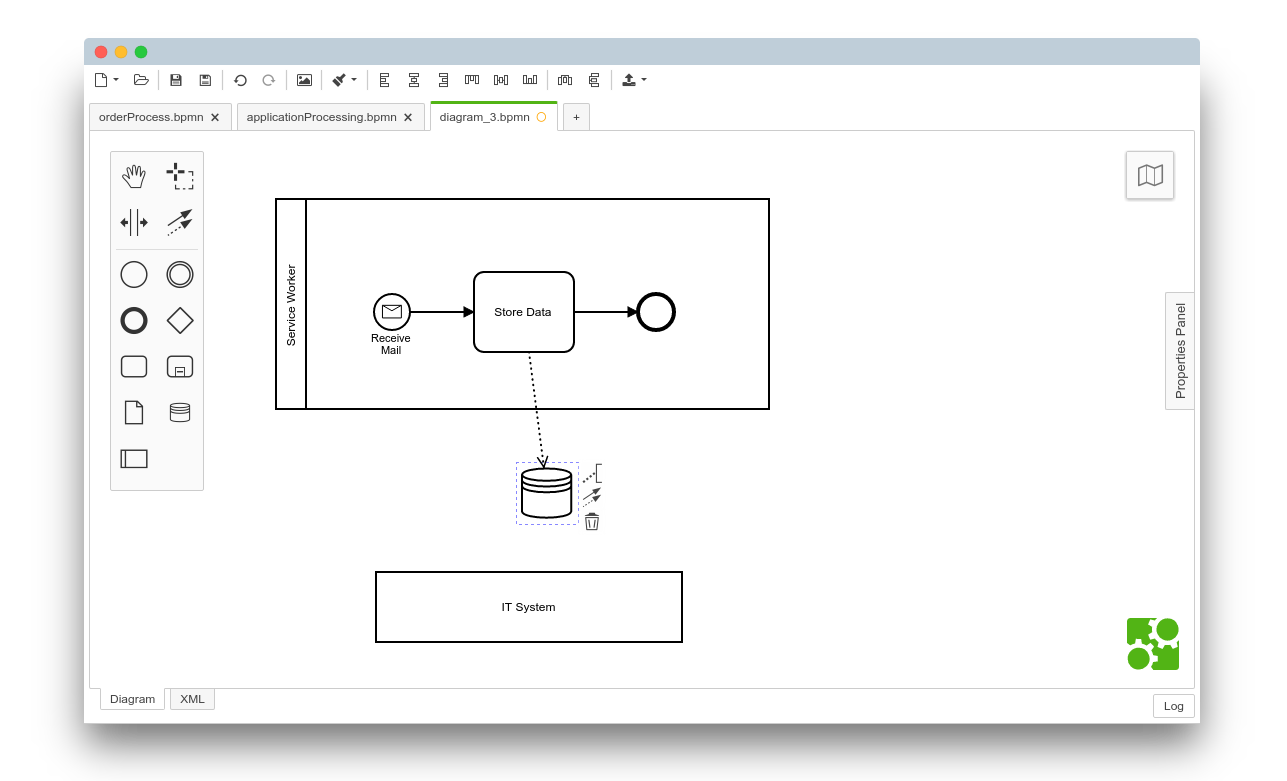 orderProcess.bpmn
applicationProcessing.bpmn
diagram_3.bpmn
+
Service Worker
Store Data
Receive
Mail
Properties Panel
IT System
Diagram
XML
Log